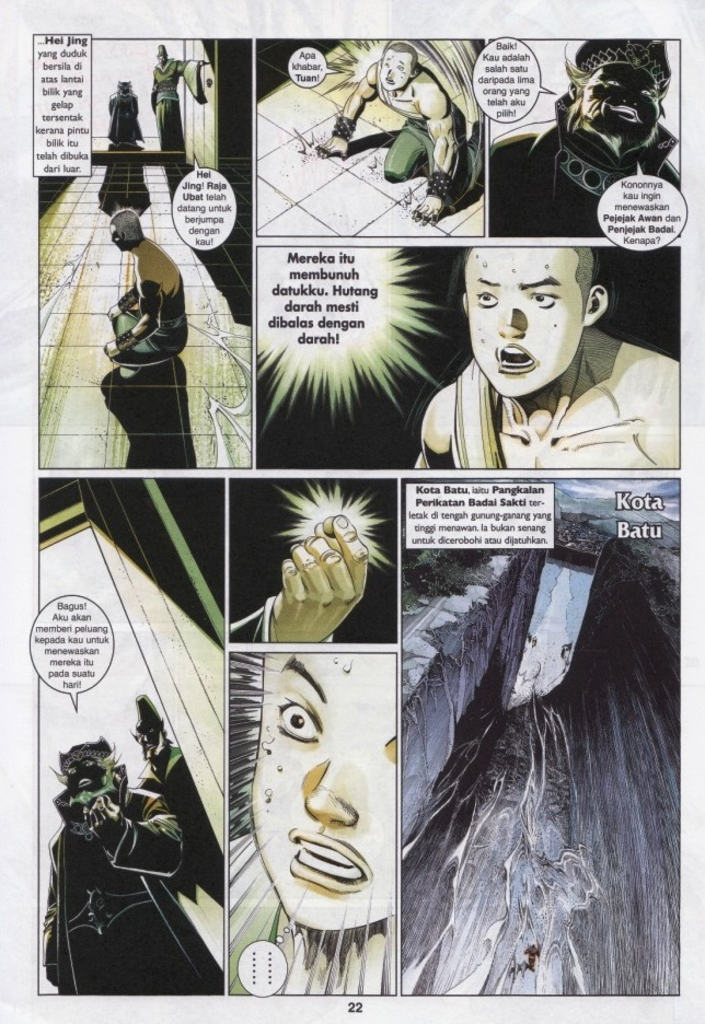 ...Hei Jing
yang duduk
bersila di
atas lantai
bilik yang
gelap
tersentak
kerana pintu
bilik itu
telah dibuka
dari luar.
Hei
Jing! Raja
Ubat telah
datang untuk
berjumpa
dengan
kau!
Apa
khabar,
Tuan!
Baik!
Kau adalah
salah satu
daripada lima
orang yang
telah aku
pilih!
Kononnya
kau ingin
menewaskan
Pejejak Awan dan
Penjejak Badai.
Kenapa?
Mereka itu
membunuh
datukku. Hutang
darah mesti
dibalas dengan
darah!
Bagus!
Aku akan
memberi peluang
kepada kau untuk
menewaskan
mereka itu
pada suatu
hari!
Kota Batu, iaitu Pangkalan
Perikatan Badai Sakti ter-
letak di tengah gunung-ganang yang
tinggi menawan. Ia bukan senang
untuk dicerobohi atau dijatuhkan.
Kota
Batu
22